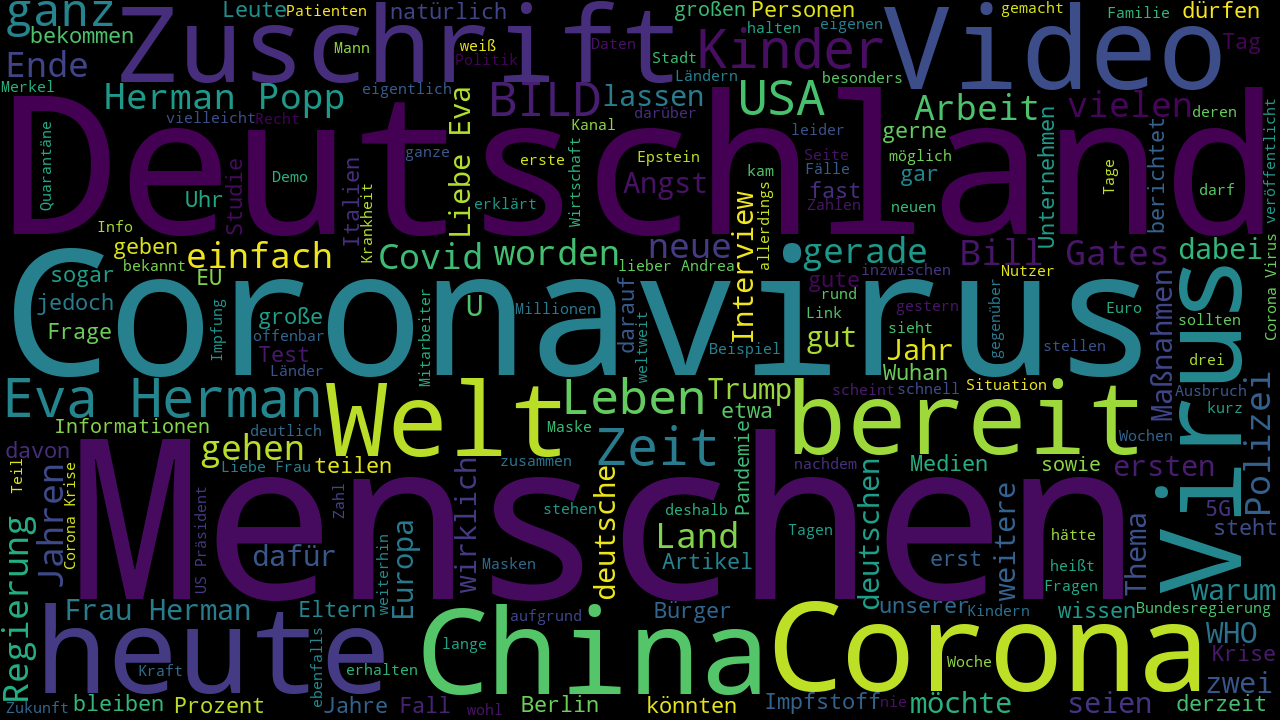 ganz
Zuschrift
Leute
Patienten
natürlich
großen
Personen
gemacht
Familie
dürfen
bekommen
Mann
weiß
Politik
Daten
Stadt
halten
eigenen
Kinder
Video
Tag
Ende
Merkel
Herman Popp
eigentlich
BILD
lassen
Ländern
USA
besonders
Arbeit
vielen
deren
Deutschland
vielleicht
Recht
Liebe Eva
darüber
Kanal
leider
gerne
Unternehmen
veröffentlicht
Quarantäne
Studie
Demo
Italien
ganze
erste
Wirtschaft
Epstein
Seite
möglich
berichtet
Uhr
Krankheit
erklärt
Angst
kam
Fälle
fast
gar
Tage
darf
Info
Zahlen
neuen
geben
einfach
Covid
worden
neue
Interview
allerdings
gerade
Bill Gates
dabei
sogar
bekannt
EU
lieber Andrea
inzwischen
Nutzer
Corona Virus
jedoch
Coronavirus
Impfung
große
U
Millionen
darauf
gute
rund
gestern
gegenüber
Euro
Maßnahmen
sollten
Frage
offenbar
Mitarbeiter
weltweit
Link
sieht
stellen
Virus
Test
Länder
Beispiel
gut
Jahr
drei
Wuhan
Eva Herman
Welt
Leben
Trump
scheint
schnell
Situation
Ausbruch
kurz
Polizei
Informationen
deutlich
Maske
etwa
bereit
Wochen
davon
gehen
Zeit
Pandemie
Teil
Jahren
Corona Krise
Liebe Frau
teilen
zusammen
nachdem
Medien
sowie
ersten
Menschen
US Präsident
Zahl
wirklich
stehen
deutsche
deshalb
Tagen
deutschen
weitere
5G
steht
Regierung
dafür
Europa
Land
erst
hätte
Thema
weiterhin
Masken
Artikel
heißt
Fragen
warum
Frau Herman
Eltern
aufgrund
Bürger
unserer
Kindern
wissen
Bundesregierung
heute
China
Corona
WHO
ebenfalls
lange
Woche
Krise
Kraft
erhalten
zwei
Zukunft
bleiben
Prozent
Jahre
Fall
wohl
Berlin
könnten
Impfstoff
nie
möchte
seien
derzeit